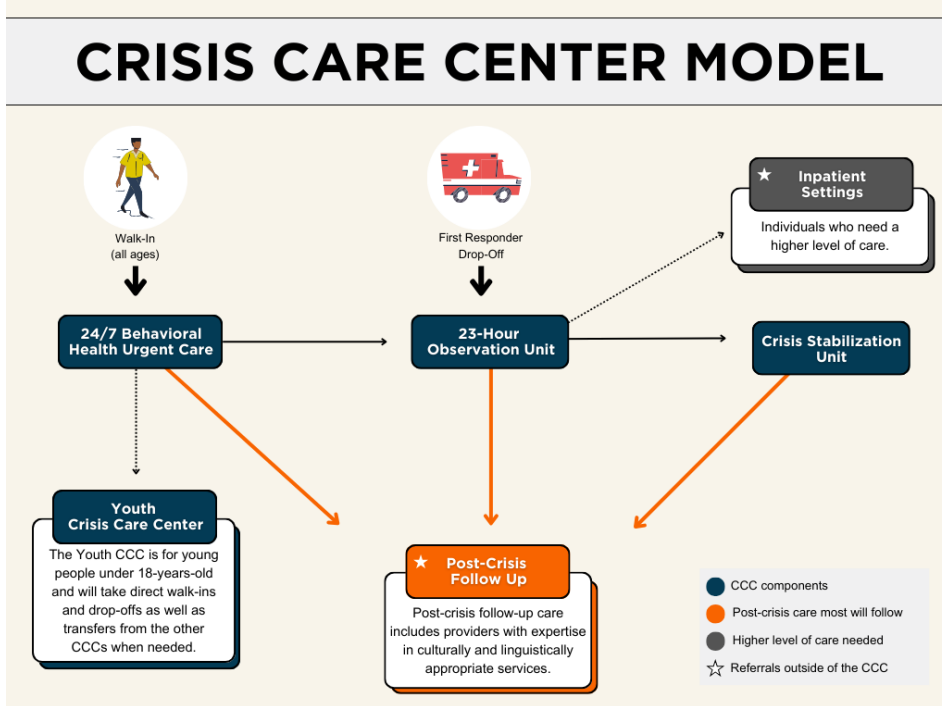 CRISIS CARE CENTER MODEL
Walk-In
(all ages)
First Responder
Drop-Off
Inpatient
Settings
Individuals who need a
higher level of care.
24/7 Behavioral
Health Urgent Care
23-Hour
Observation Unit
Crisis Stabilization
Unit
Youth
Crisis Care Center
The Youth CCC is for young
people under 18-years-old
and will take direct walk-ins
and drop-offs as well as
transfers from the other
CCCs when needed.
Post-Crisis
Follow Up
Post-crisis follow-up care
includes providers with expertise
in culturally and linguistically
appropriate services.
CCC components
Post-crisis care most will follow
Higher level of care needed
Referrals outside of the CCC